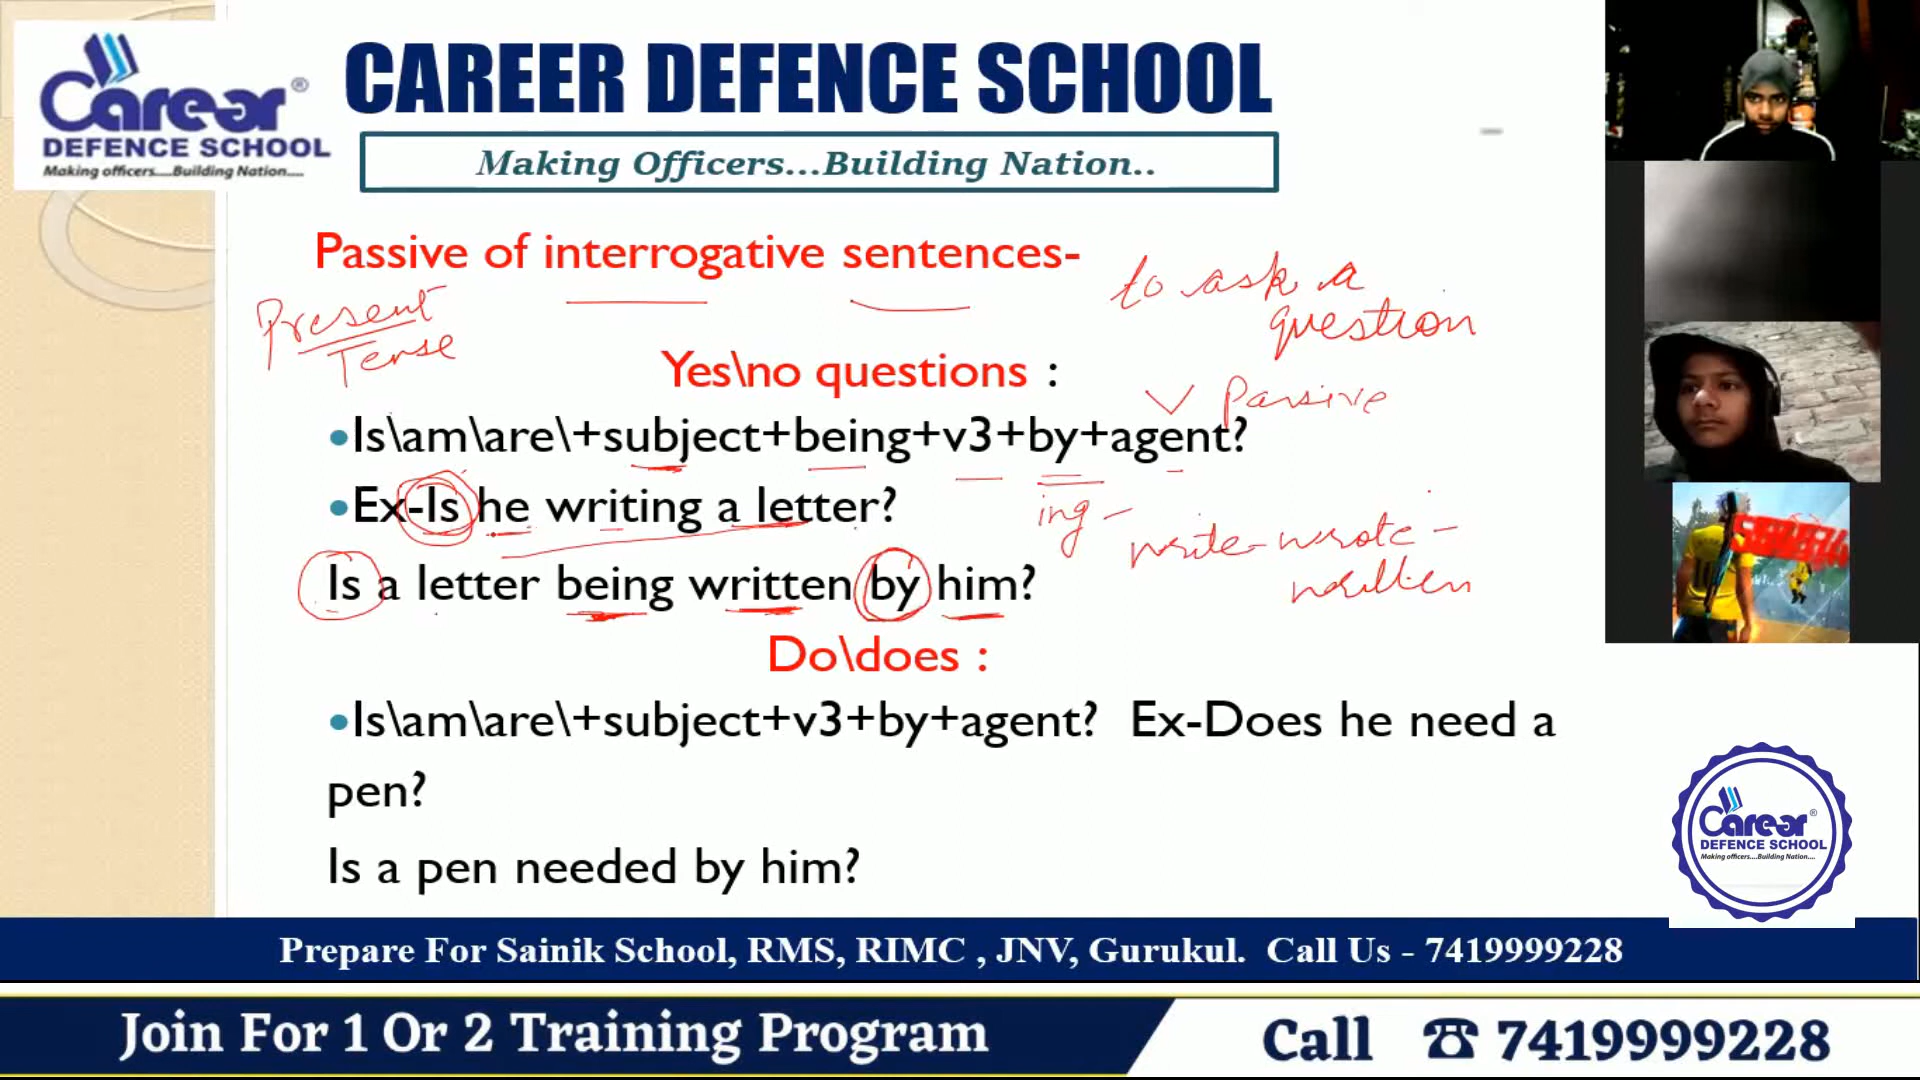 Career®
DEFENCE SCHOOL
Making officers....Building Nation....
CAREER DEFENCE SCHOOL
Making Officers...Building Nation..
Passive of interrogative sentences-
to ask a
question
Present
Tense
Yes\no questions :
✓ Passive
•Is\am\are\+subject+being+v3+by+agent?
•Ex-Is he writing a letter?
ing -
write - wrote -
written
Is a letter being written by him?
Do\does :
•Is\am\are\+subject+v3+by+agent? Ex-Does he need a
pen?
Is a pen needed by him?
Career®
DEFENCE SCHOOL
Making officers....Building Nation....
Prepare For Sainik School, RMS, RIMC , JNV, Gurukul. Call Us - 7419999228
Join For 1 Or 2 Training Program
Call ☎ 7419999228